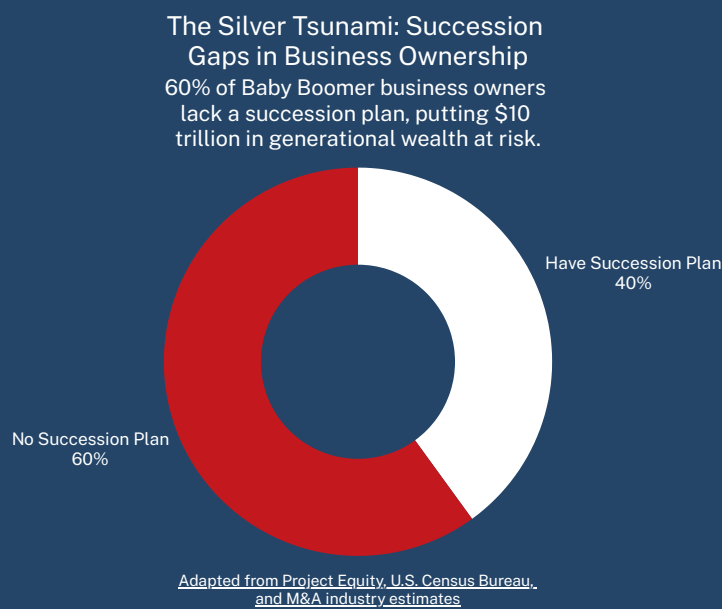 The Silver Tsunami: Succession
Gaps in Business Ownership
60% of Baby Boomer business owners
lack a succession plan, putting $10
trillion in generational wealth at risk.
Have Succession Plan
40%
No Succession Plan
60%
Adapted from Project Equity, U.S. Census Bureau,
and M&A industry estimates